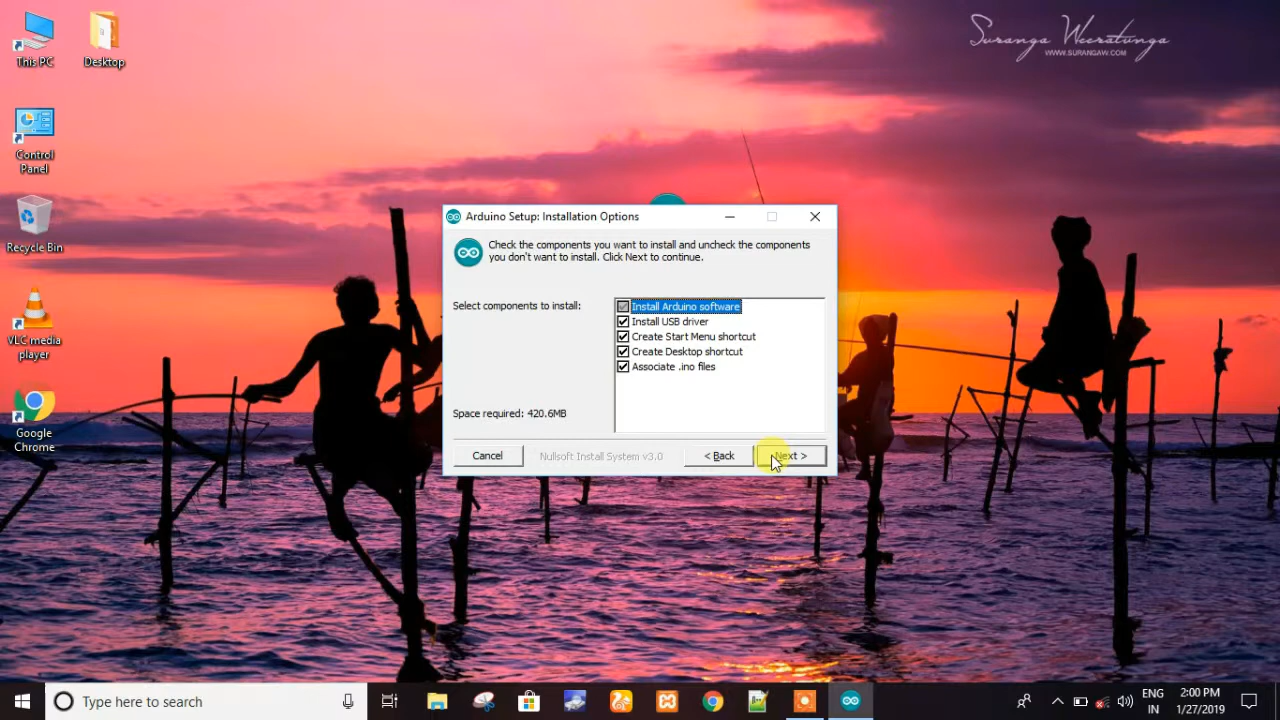 This PC
Desktop
Control
Panel
Recycle Bin
VLC media
player
Google
Chrome
Suranga Weeratunga
WWW.SURANGAW.COM
Arduino Setup: Installation Options
Check the components you want to install and uncheck the components
you don't want to install. Click Next to continue.
Select components to install:
Install Arduino software
Install USB driver
Create Start Menu shortcut
Create Desktop shortcut
Associate .ino files
Space required: 420.6MB
Cancel
Nullsoft Install System v3.0
< Back
Next >
Type here to search
ENG
IN
2:00 PM
1/27/2019